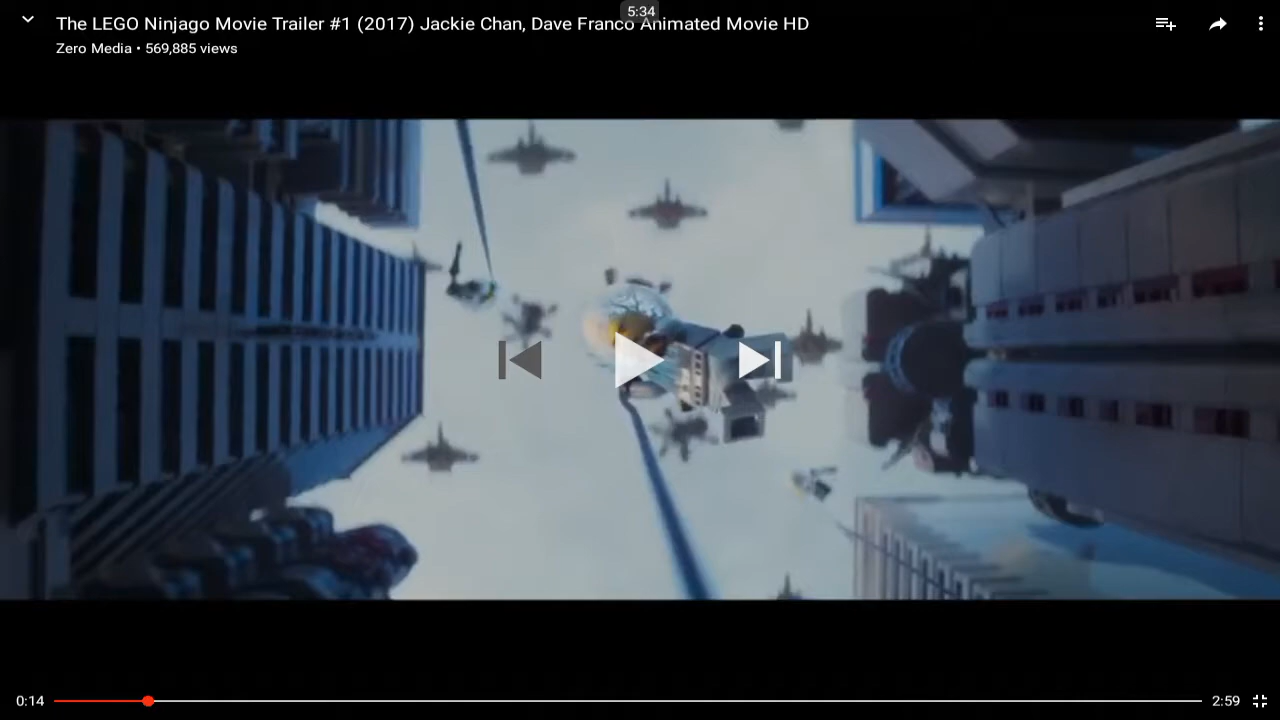 5:34
The LEGO Ninjago Movie Trailer #1 (2017) Jackie Chan, Dave Franco Animated Movie HD
Zero Media • 569,885 views
0:14
2:59